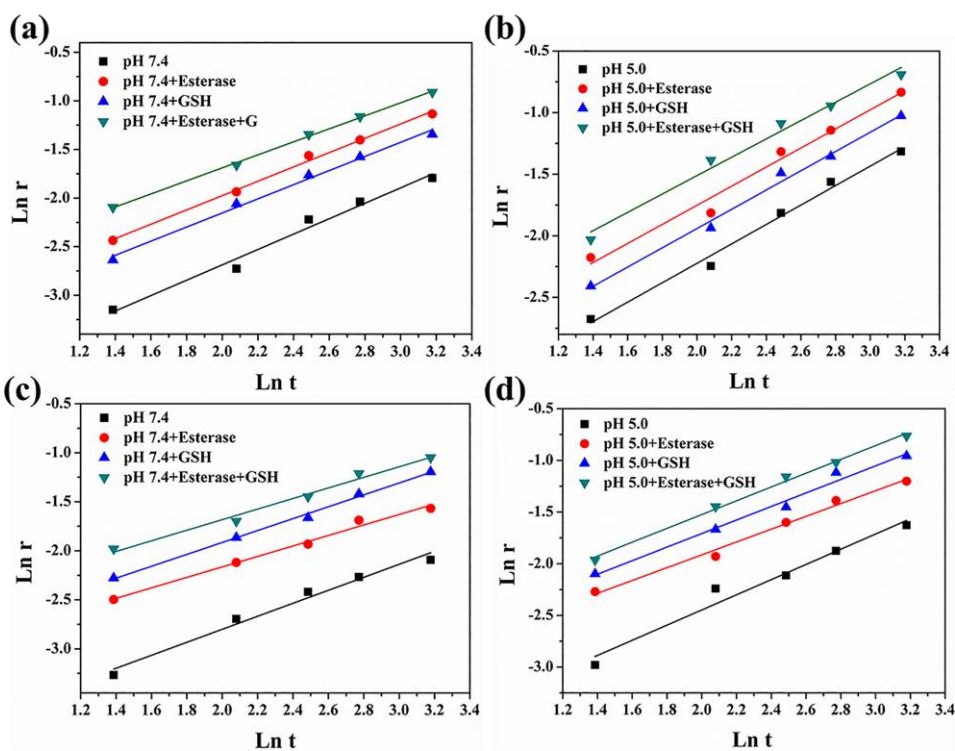 (a)
pH 7.4
pH 7.4+Esterase
pH 7.4+GSH
pH 7.4+Esterase+G
-1.0
-1.5
-2.0
-2.5
-3.0
Ln r
1.2 1.4 1.6 1.8 2.0 2.2 2.4 2.6 2.8 3.0 3.2 3.4
Ln t
(b)
pH 5.0
pH 5.0+Esterase
pH 5.0+GSH
pH 5.0+Esterase+GSH
-0.5
-1.0
-1.5
-2.0
-2.5
Ln r
1.2 1.4 1.6 1.8 2.0 2.2 2.4 2.6 2.8 3.0 3.2 3.4
Ln t
(c)
pH 7.4
pH 7.4+Esterase
pH 7.4+GSH
pH 7.4+Esterase+GSH
-0.5
-1.0
-1.5
-2.0
-2.5
-3.0
Ln r
1.2 1.4 1.6 1.8 2.0 2.2 2.4 2.6 2.8 3.0 3.2 3.4
Ln t
(d)
pH 5.0
pH 5.0+Esterase
pH 5.0+GSH
pH 5.0+Esterase+GSH
-0.5
-1.0
-1.5
-2.0
-2.5
-3.0
Ln r
1.2 1.4 1.6 1.8 2.0 2.2 2.4 2.6 2.8 3.0 3.2 3.4
Ln t